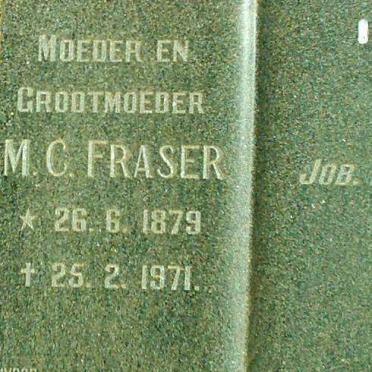 MOEDER EN
GROOTMOEDER
M. C. FRASER
* 26. 6. 1879
† 25. 2. 1971.
JOB.